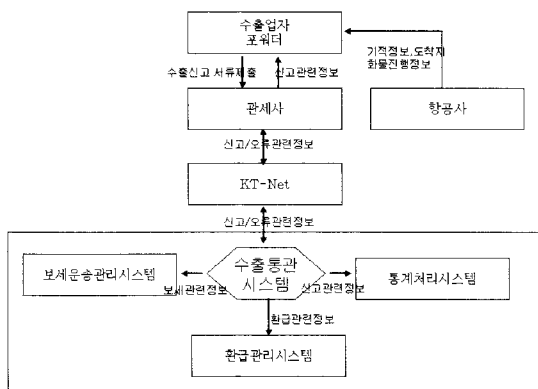 수출업자
포워더
기적정보,도착지
화물진행정보
수출신고 서류제출
신고관련정보
관세사
항공사
신고/오류관련정보
KT-Net
신고/오류관련정보
보세운송관리시스템
수출통관
시스템
통계처리시스템
보세관련정보
신고관련정보
환급관련정보
환급관리시스템